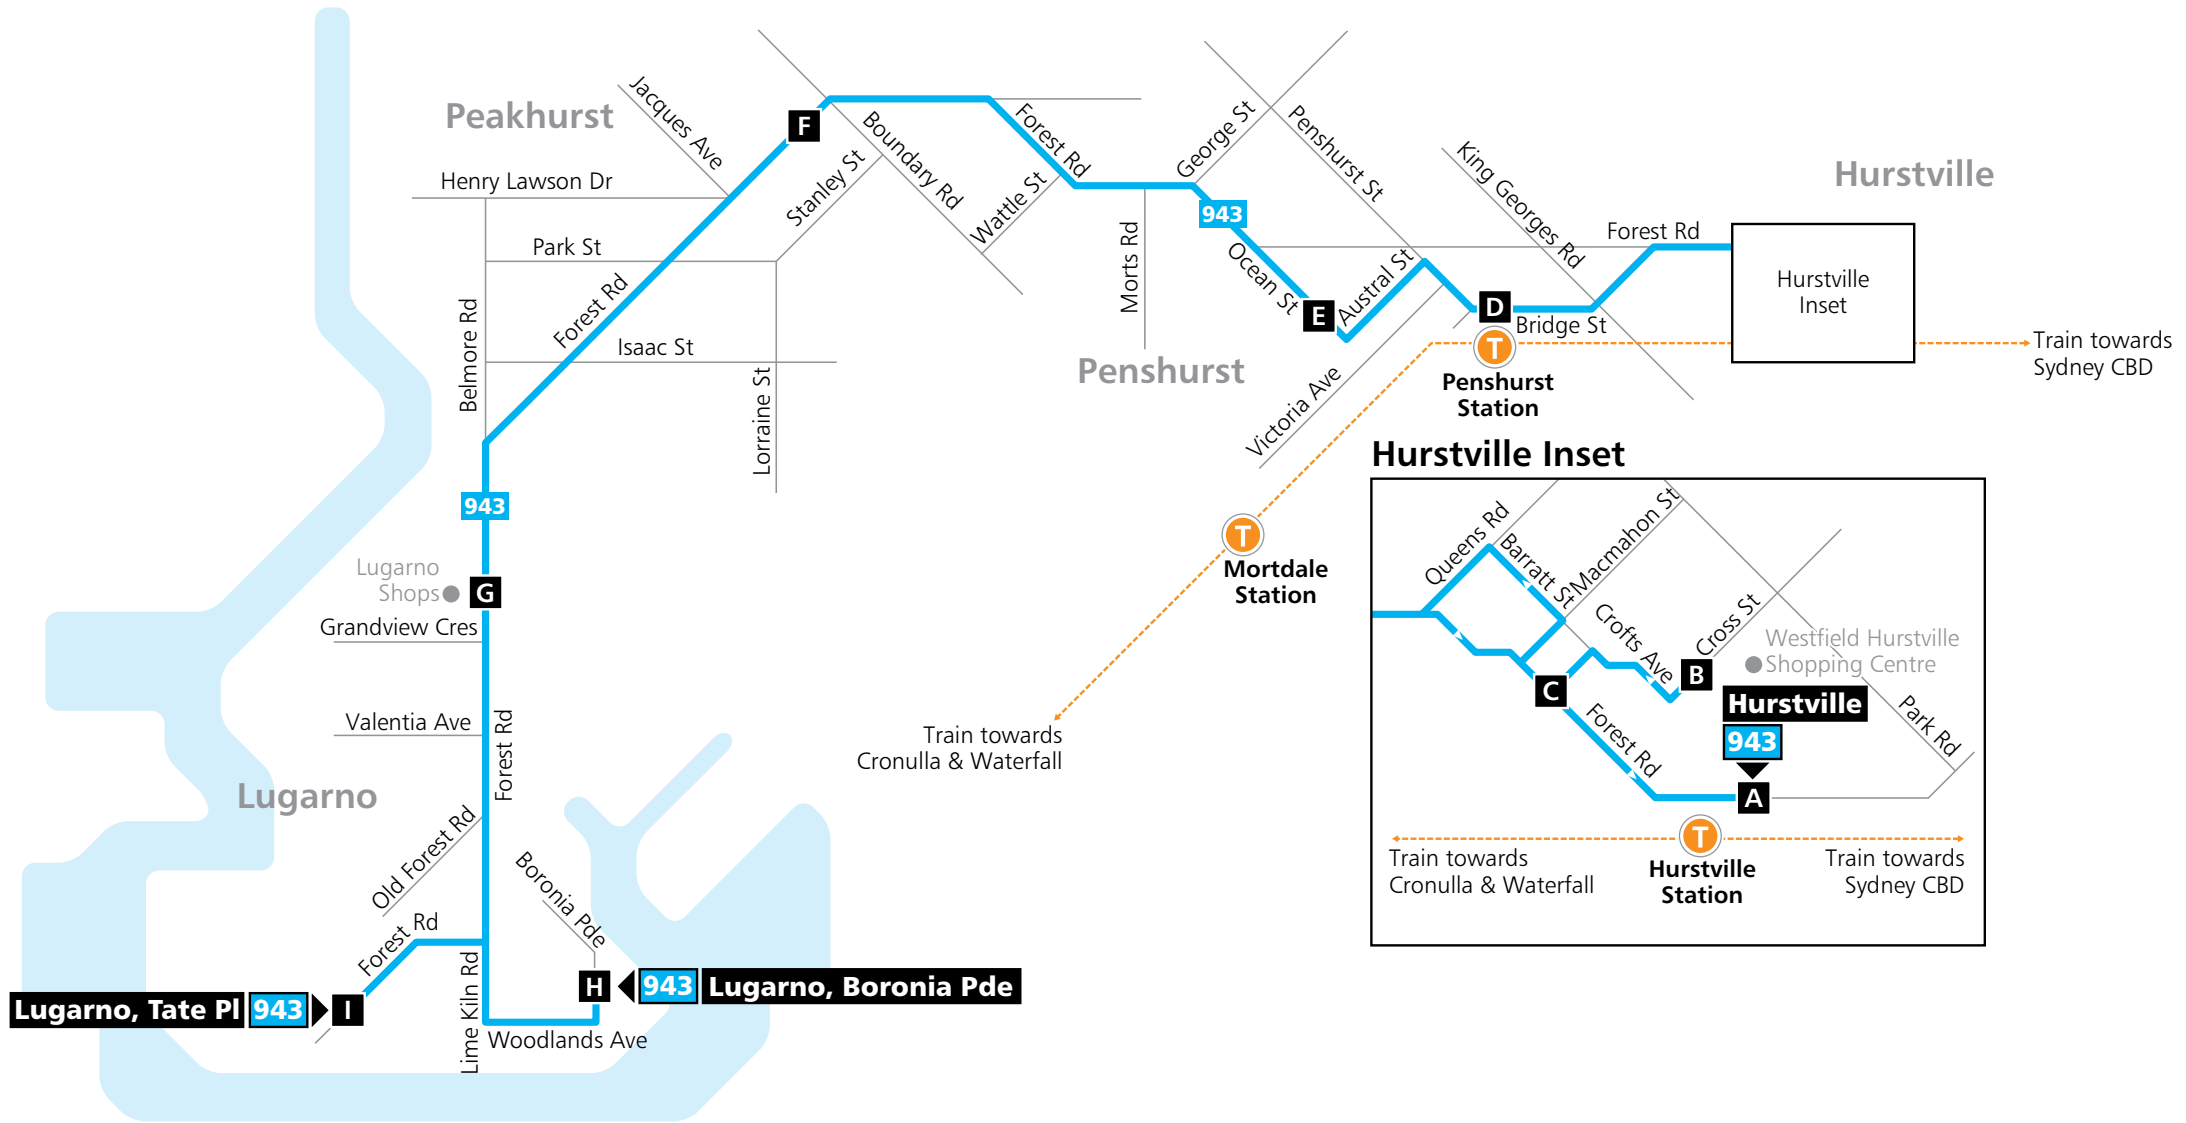 Peakhurst
Jacques Ave
F
Boundary Rd
Stanley St
Henry Lawson Dr
Park St
Forest Rd
Belmore Rd
Isaac St
Lorraine St
Forest Rd
Wattle St
Morts Rd
George St
943
Penshurst St
King Georges Rd
Hurstville
Forest Rd
Hurstville
Inset
Ocean St
E
Austral St
D
Bridge St
T
Penshurst
Station
Penshurst
Victoria Ave
Train towards
Sydney CBD
T
Mortdale
Station
Train towards
Cronulla & Waterfall
943
Lugarno
Shops
G
Grandview Cres
Valentia Ave
Forest Rd
Lugarno
Old Forest Rd
Forest Rd
Lugarno, Tate Pl
943
I
Lime Kiln Rd
Woodlands Ave
Boronia Pde
H
943
Lugarno, Boronia Pde
Hurstville Inset
Queens Rd
Barratt St
Macmahon St
Crofts Ave
Cross St
B
C
Westfield Hurstville
Shopping Centre
Hurstville
943
A
Forest Rd
Park Rd
T
Hurstville
Station
Train towards
Cronulla & Waterfall
Train towards
Sydney CBD